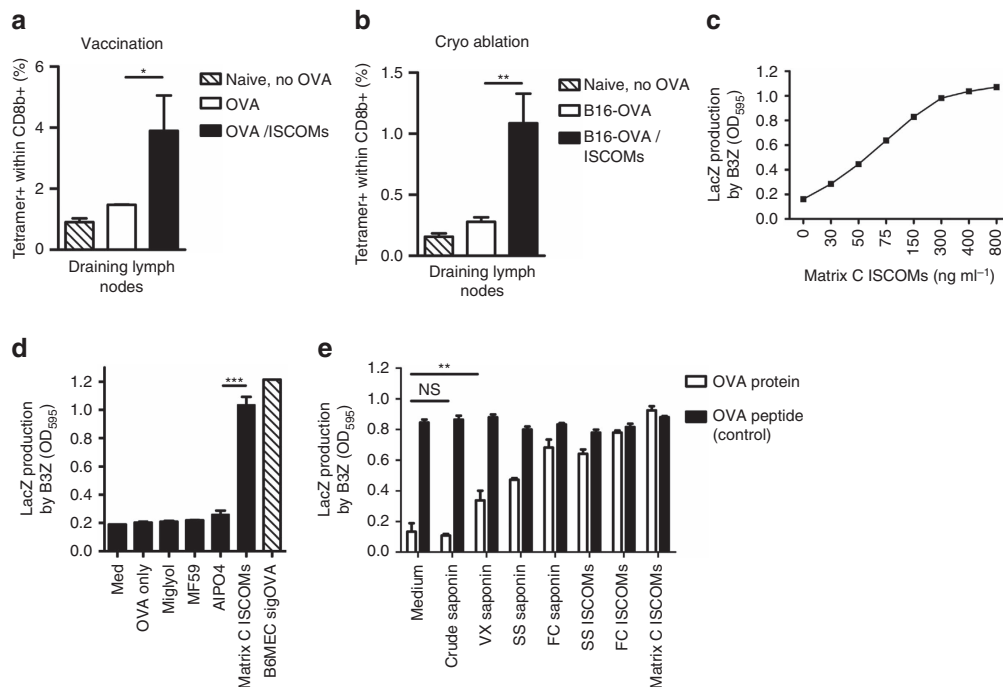 a
Vaccination
Tetramer+ within CD8b+ (%)
6
4
2
0
*
Naive, no OVA
OVA
OVA /ISCOMs
Draining lymph
nodes
b
Cryo ablation
Tetramer+ within CD8b+ (%)
1.5
1.0
0.5
0.0
**
Naive, no OVA
B16-OVA
B16-OVA /
ISCOMs
Draining lymph
nodes
c
LacZ production
by B3Z (OD595)
1.2
1.0
0.8
0.6
0.4
0.2
0.0
0
30
50
75
150
300
400
800
Matrix C ISCOMs (ng ml−1)
d
LacZ production
by B3Z (OD595)
1.2
1.0
0.8
0.6
0.4
0.2
0.0
***
Med
OVA only
Miglyol
MF59
AlPO4
Matrix C ISCOMs
B6MEC sigOVA
e
LacZ production
by B3Z (OD595)
1.2
1.0
0.8
0.6
0.4
0.2
0.0
**
NS
OVA protein
OVA peptide
(control)
Medium
Crude saponin
VX saponin
SS saponin
FC saponin
SS ISCOMs
FC ISCOMs
Matrix C ISCOMs